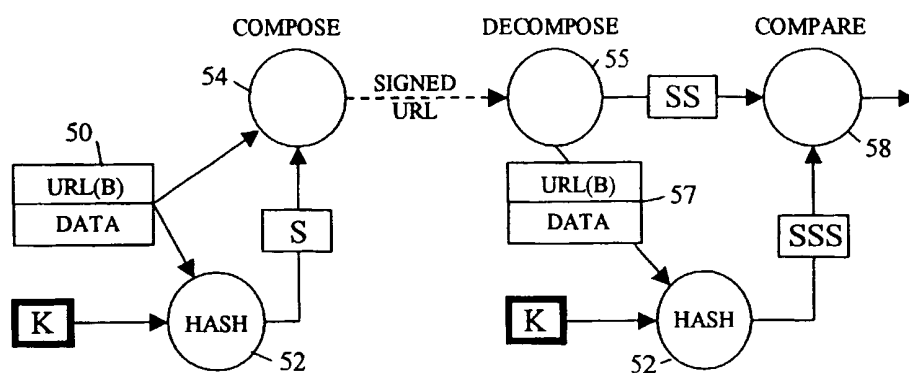 COMPOSE
DECOMPOSE
COMPARE
54
55
SIGNED
URL
SS
58
50
URL(B)
DATA
S
URL(B)
DATA
57
SSS
K
HASH
52
K
HASH
52